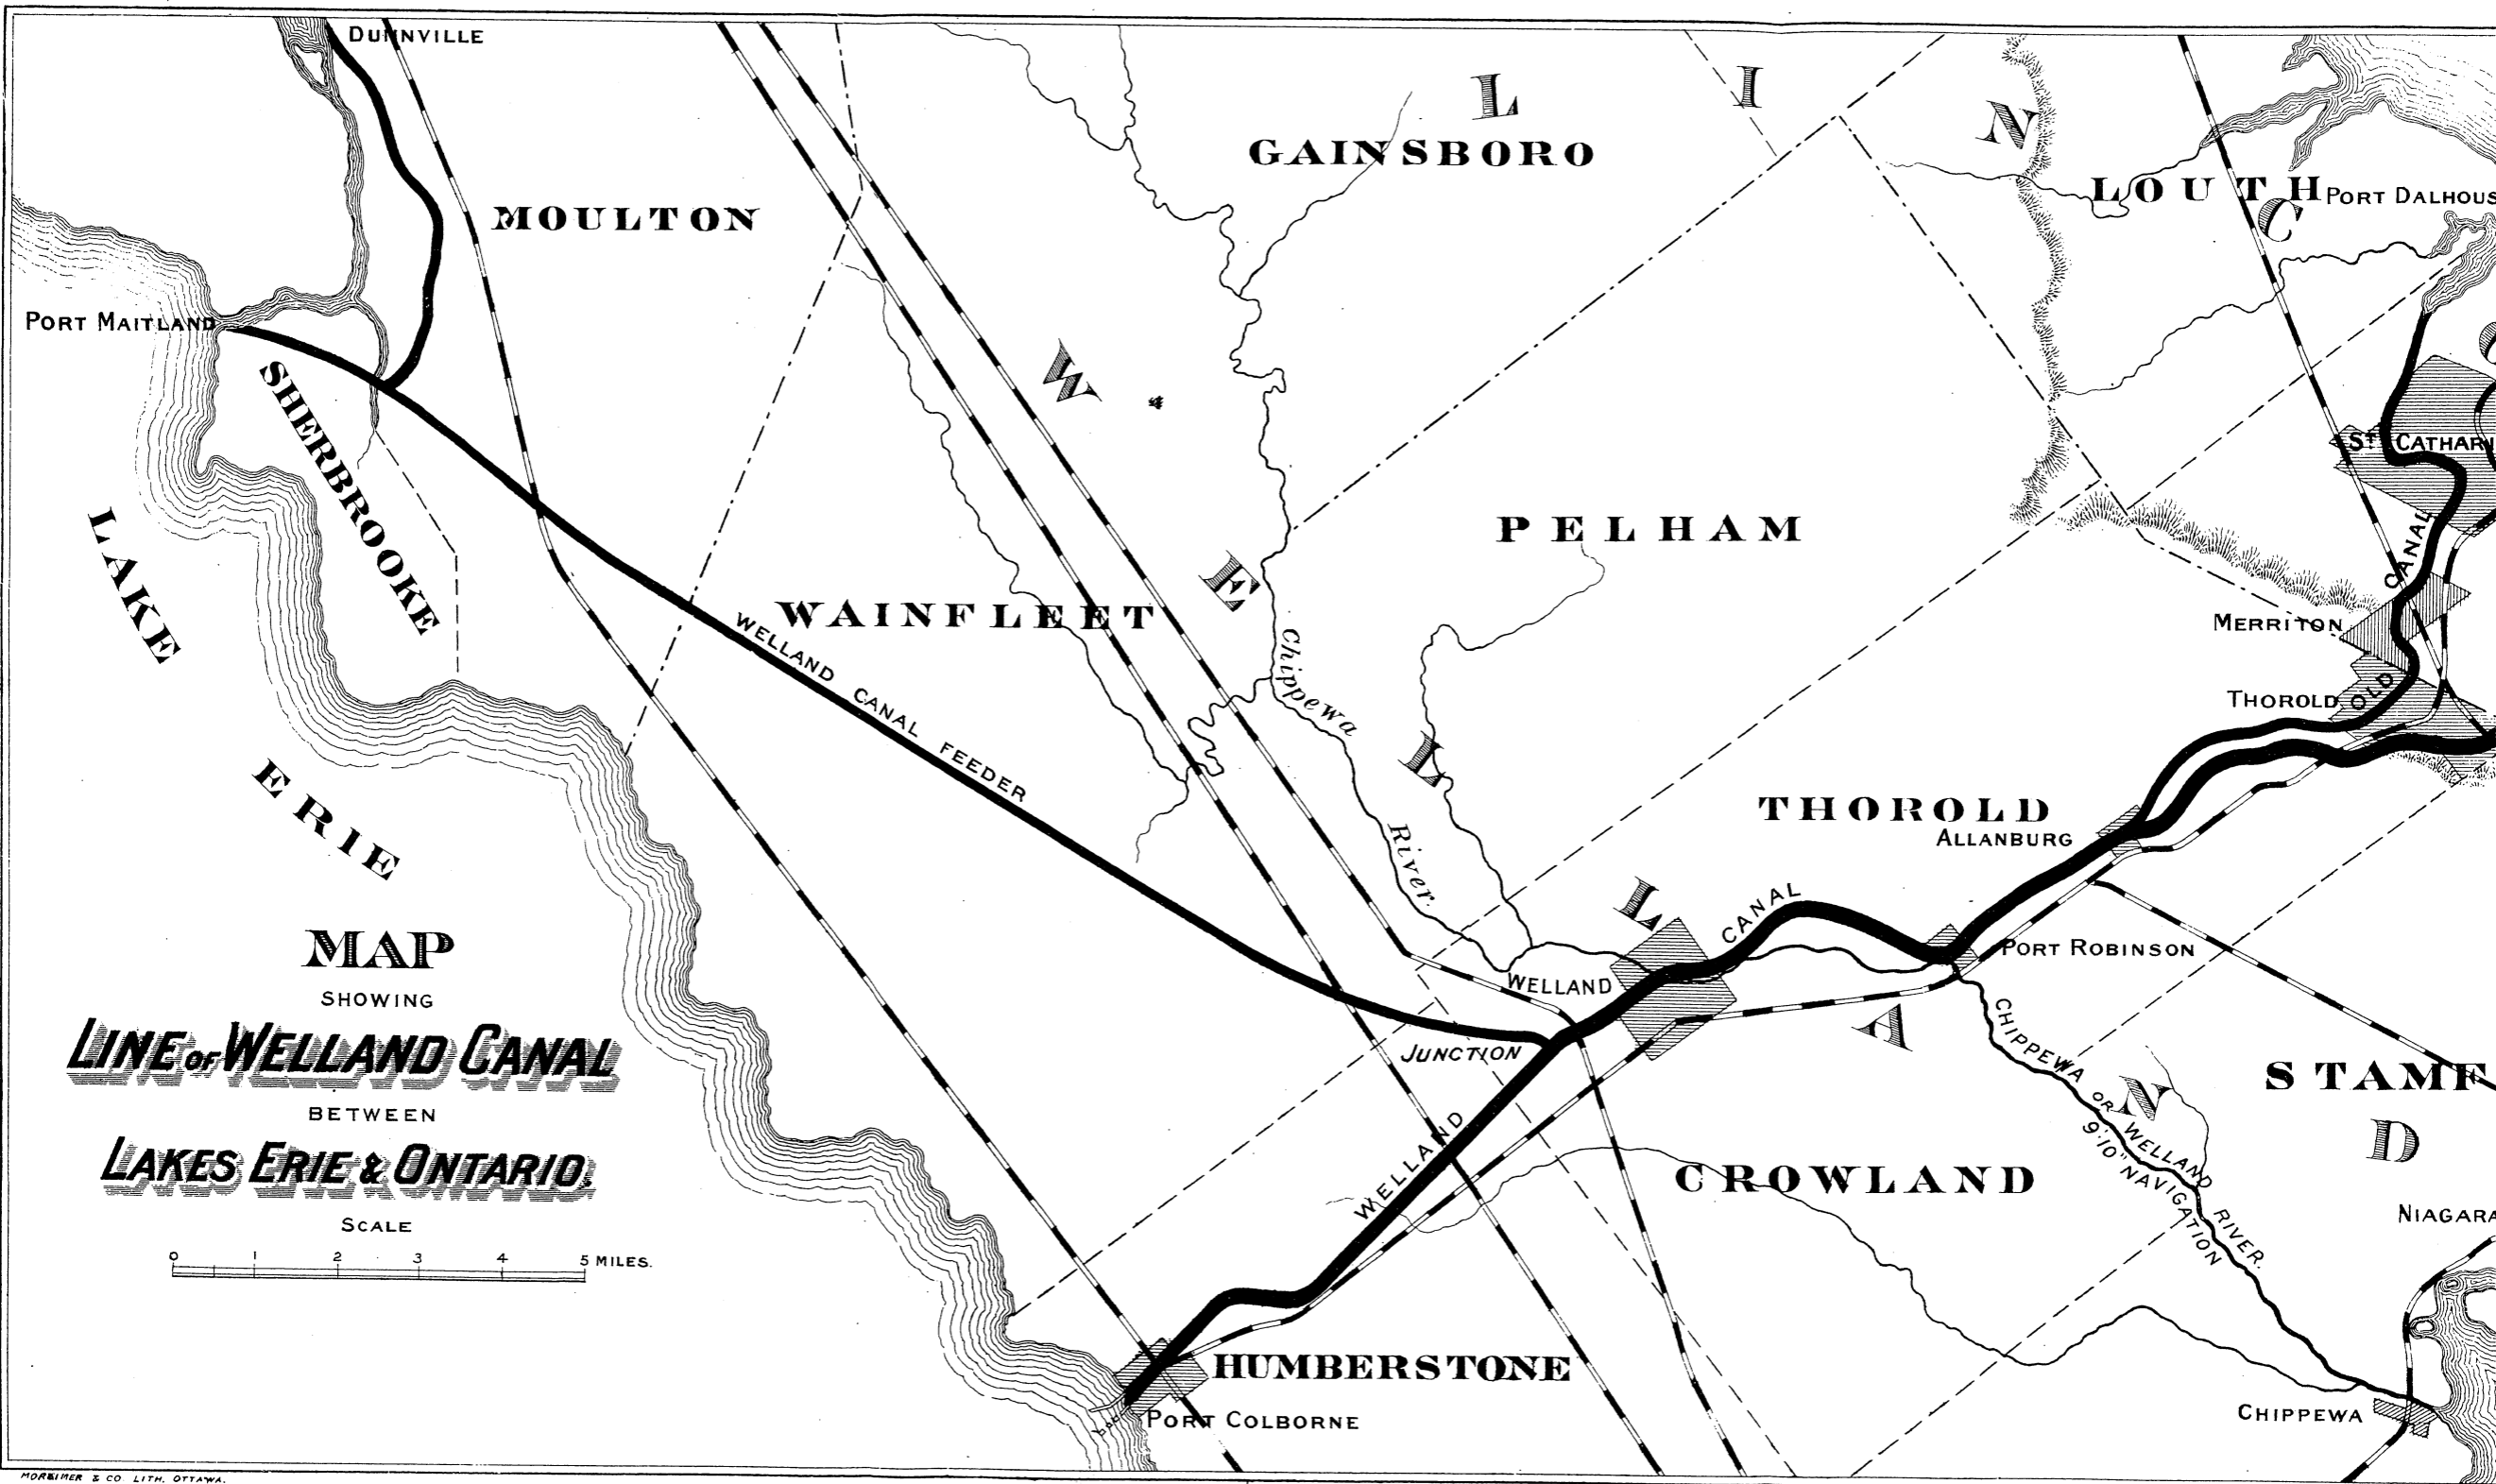 DUNNVILLE
MOULTON
GAINSBORO
LINC
LOUTH
PORT DALHOUS
PORT MAITLAND
SHERBROOKE
LAKE
ERIE
WAINFLEET
WELLAND CANAL FEEDER
PELHAM
WELLAND
Chippewa
River.
ST CATHARI
OLD CANAL
MERRITON
THOROLD
THOROLD
ALLANBURG
CANAL
PORT ROBINSON
WELLAND
JUNCTION
WELLAND
CHIPPEWA OR WELLAND RIVER.
9'10" NAVIGATION
STAMF
CROWLAND
NIAGARA
HUMBERSTONE
PORT COLBORNE
CHIPPEWA
MAP
SHOWING
LINE OF WELLAND CANAL
BETWEEN
LAKES ERIE & ONTARIO.
SCALE
0 1 2 3 4 5 MILES.
MORTIMER & CO. LITH. OTTAWA.